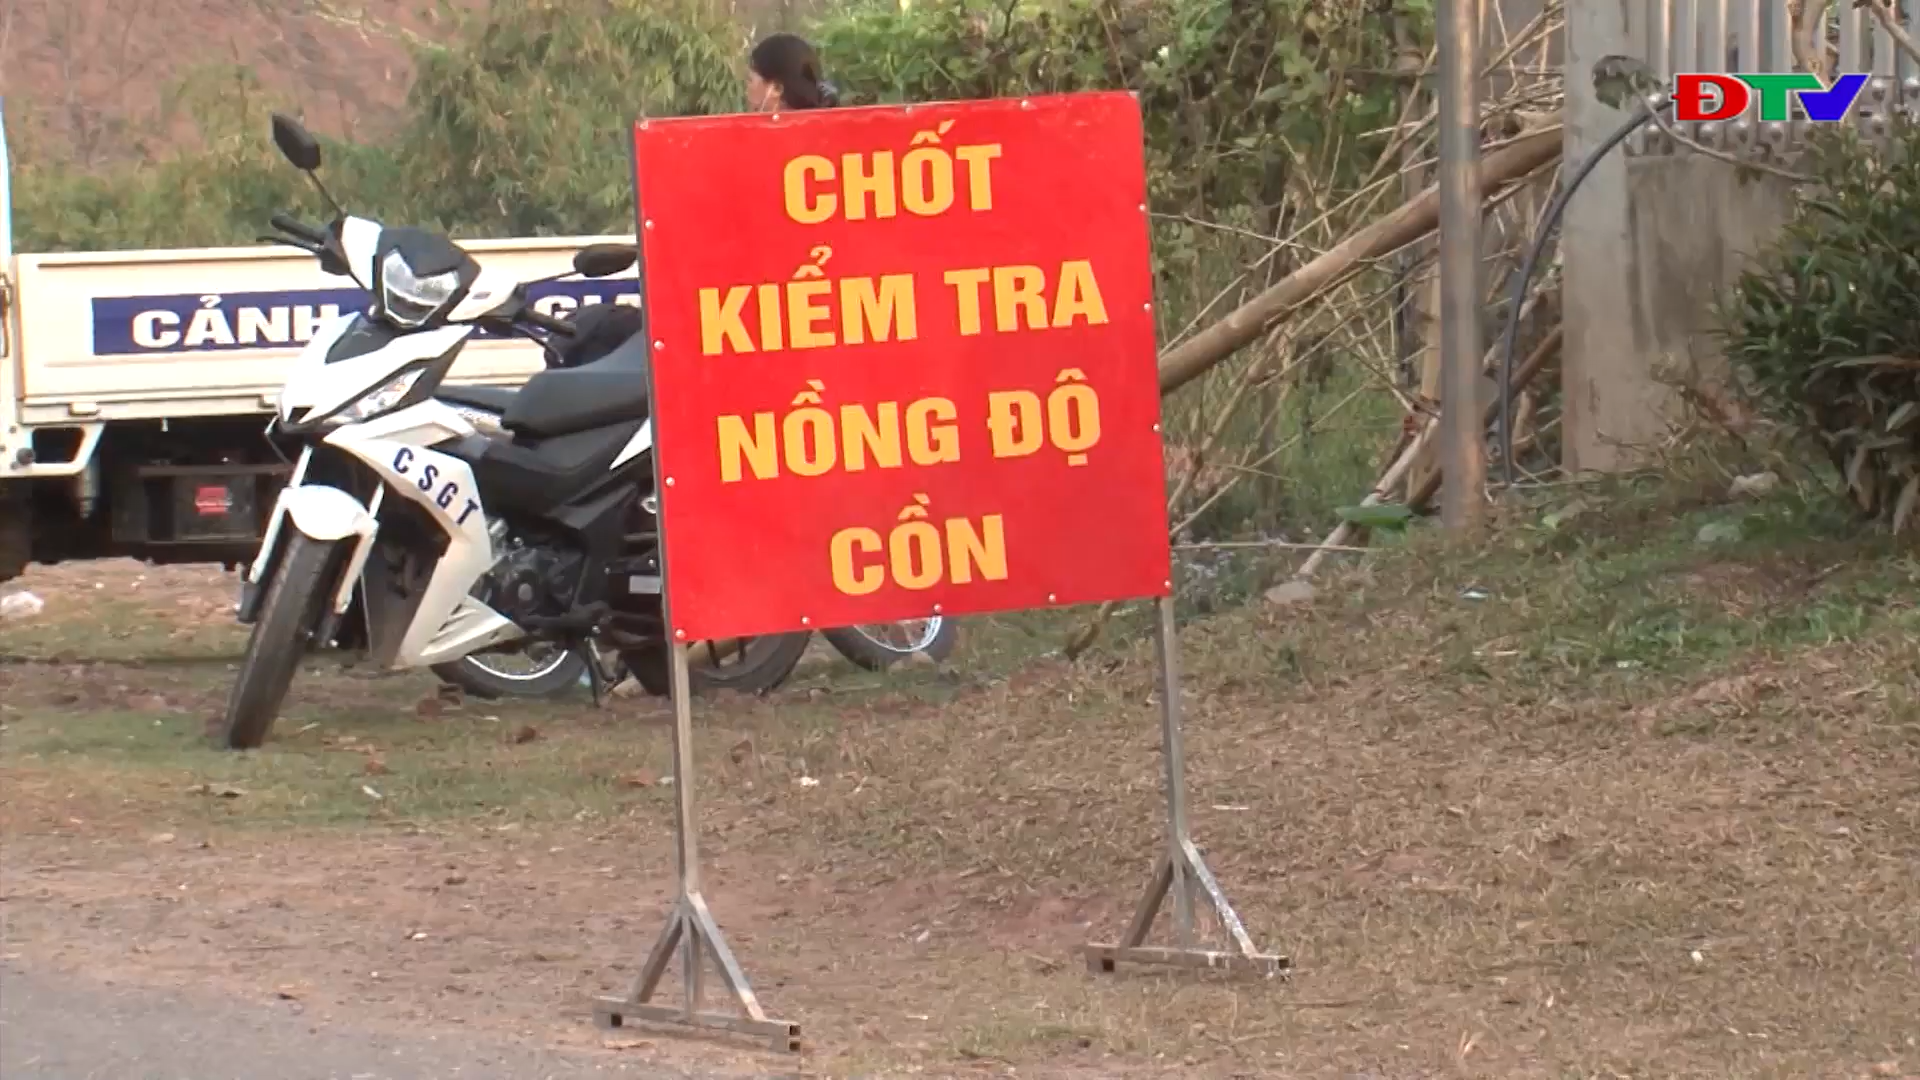 ĐTV
CHỐT
KIỂM TRA
NỒNG ĐỘ
CỒN
CẢNH
CSGT